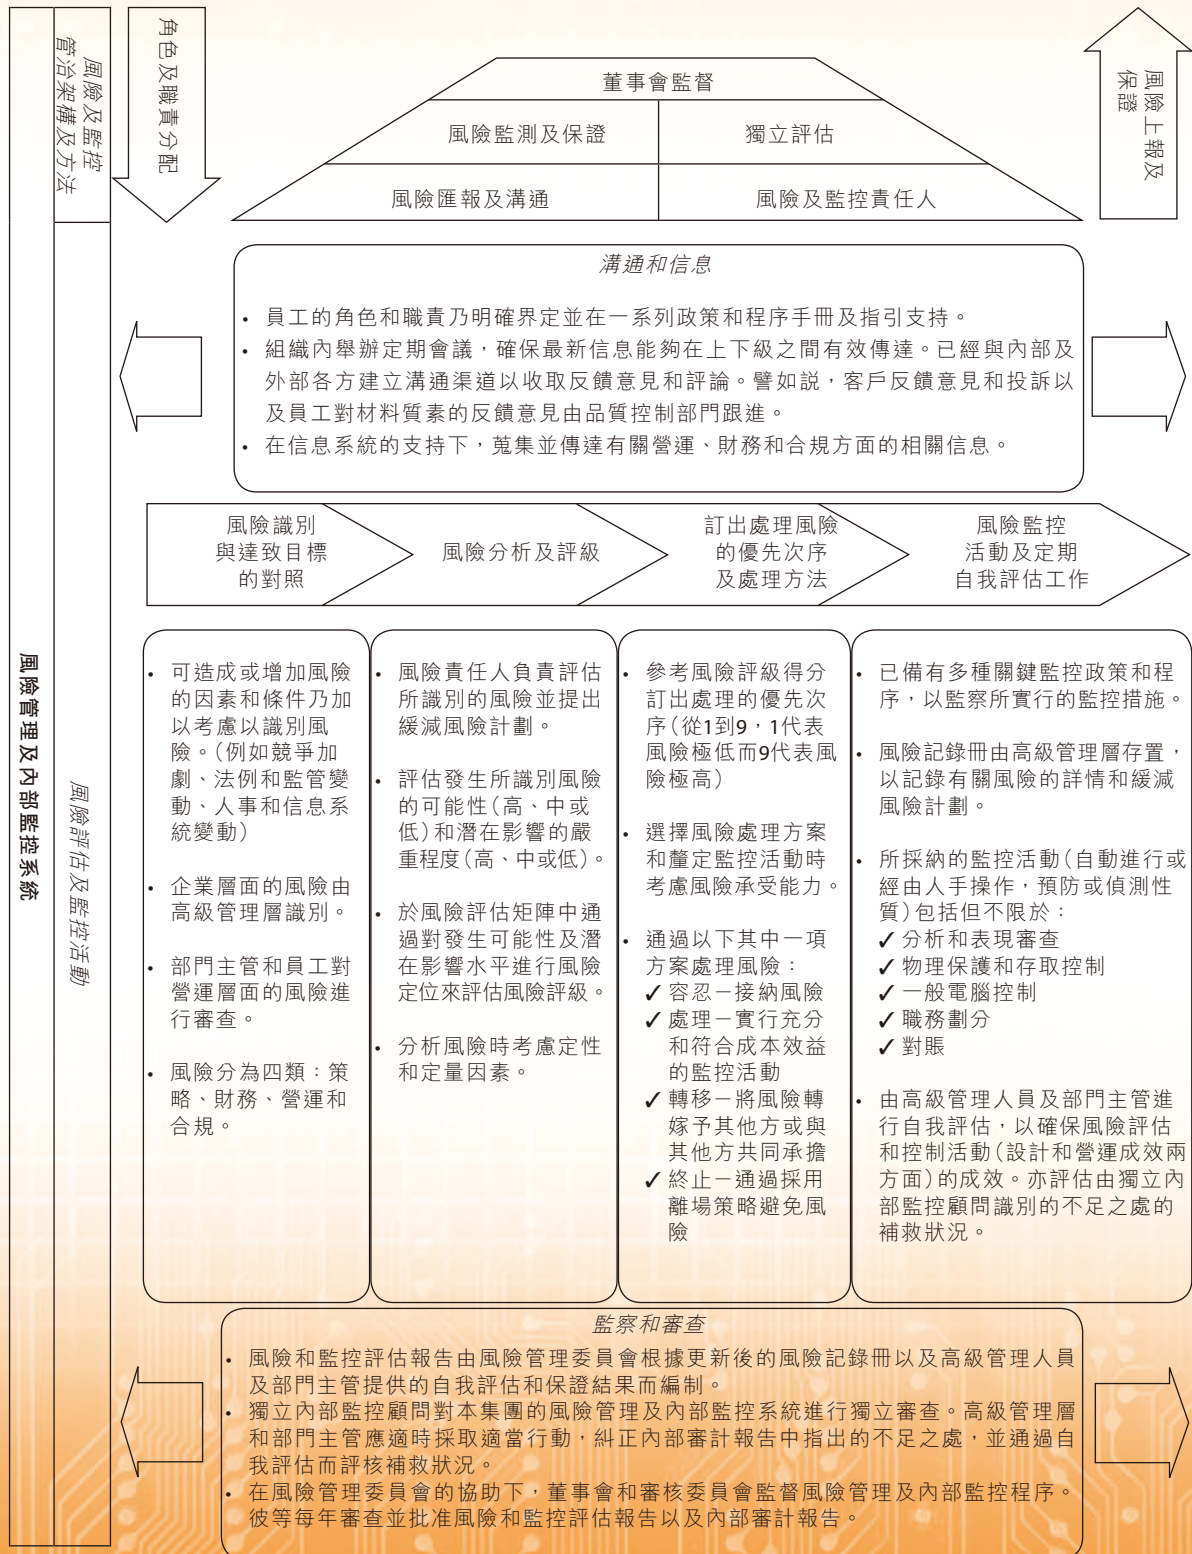 風險管理及內部監控系統
風險及監控
管治架構及方法
風險評估及監控活動
角色及職責分配
董事會監督
風險監測及保證
獨立評估
風險匯報及溝通
風險及監控責任人
風險上報及
保證
溝通和信息
• 員工的角色和職責乃明確界定並在一系列政策和程序手冊及指引支持。
• 組織內舉辦定期會議，確保最新信息能夠在上下級之間有效傳達。已經與內部及
外部各方建立溝通渠道以收取反饋意見和評論。譬如説，客戶反饋意見和投訴以
及員工對材料質素的反饋意見由品質控制部門跟進。
• 在信息系統的支持下，蒐集並傳達有關營運、財務和合規方面的相關信息。
風險識別
與達致目標
的對照
風險分析及評級
訂出處理風險
的優先次序
及處理方法
風險監控
活動及定期
自我評估工作
• 可造成或增加風險
的因素和條件乃加
以考慮以識別風
險。（例如競爭加
劇、法例和監管變
動、人事和信息系
統變動）
• 企業層面的風險由
高級管理層識別。
• 部門主管和員工對
營運層面的風險進
行審查。
• 風險分為四類：策
略、財務、營運和
合規。
• 風險責任人負責評估
所識別的風險並提出
緩減風險計劃。
• 評估發生所識別風險
的可能性（高、中或
低）和潛在影響的嚴
重程度（高、中或低）。
• 於風險評估矩陣中通
過對發生可能性及潛
在影響水平進行風險
定位來評估風險評級。
• 分析風險時考慮定性
和定量因素。
• 參考風險評級得分
訂出處理的優先次
序（從1到9，1代表
風險極低而9代表風
險極高）
• 選擇風險處理方案
和釐定監控活動時
考慮風險承受能力。
• 通過以下其中一項
方案處理風險：
✓ 容忍－接納風險
✓ 處理－實行充分
和符合成本效益
的監控活動
✓ 轉移－將風險轉
嫁予其他方或與
其他方共同承擔
✓ 終止－通過採用
離場策略避免風
險
• 已備有多種關鍵監控政策和程
序，以監察所實行的監控措施。
• 風險記錄冊由高級管理層存置，
以記錄有關風險的詳情和緩減
風險計劃。
• 所採納的監控活動（自動進行或
經由人手操作，預防或偵測性
質）包括但不限於：
✓ 分析和表現審查
✓ 物理保護和存取控制
✓ 一般電腦控制
✓ 職務劃分
✓ 對賬
• 由高級管理人員及部門主管進
行自我評估，以確保風險評估
和控制活動（設計和營運成效兩
方面）的成效。亦評估由獨立內
部監控顧問識別的不足之處的
補救狀況。
監察和審查
• 風險和監控評估報告由風險管理委員會根據更新後的風險記錄冊以及高級管理人員
及部門主管提供的自我評估和保證結果而編制。
• 獨立內部監控顧問對本集團的風險管理及內部監控系統進行獨立審查。高級管理層
和部門主管應適時採取適當行動，糾正內部審計報告中指出的不足之處，並通過自
我評估而評核補救狀況。
• 在風險管理委員會的協助下，董事會和審核委員會監督風險管理及內部監控程序。
彼等每年審查並批准風險和監控評估報告以及內部審計報告。